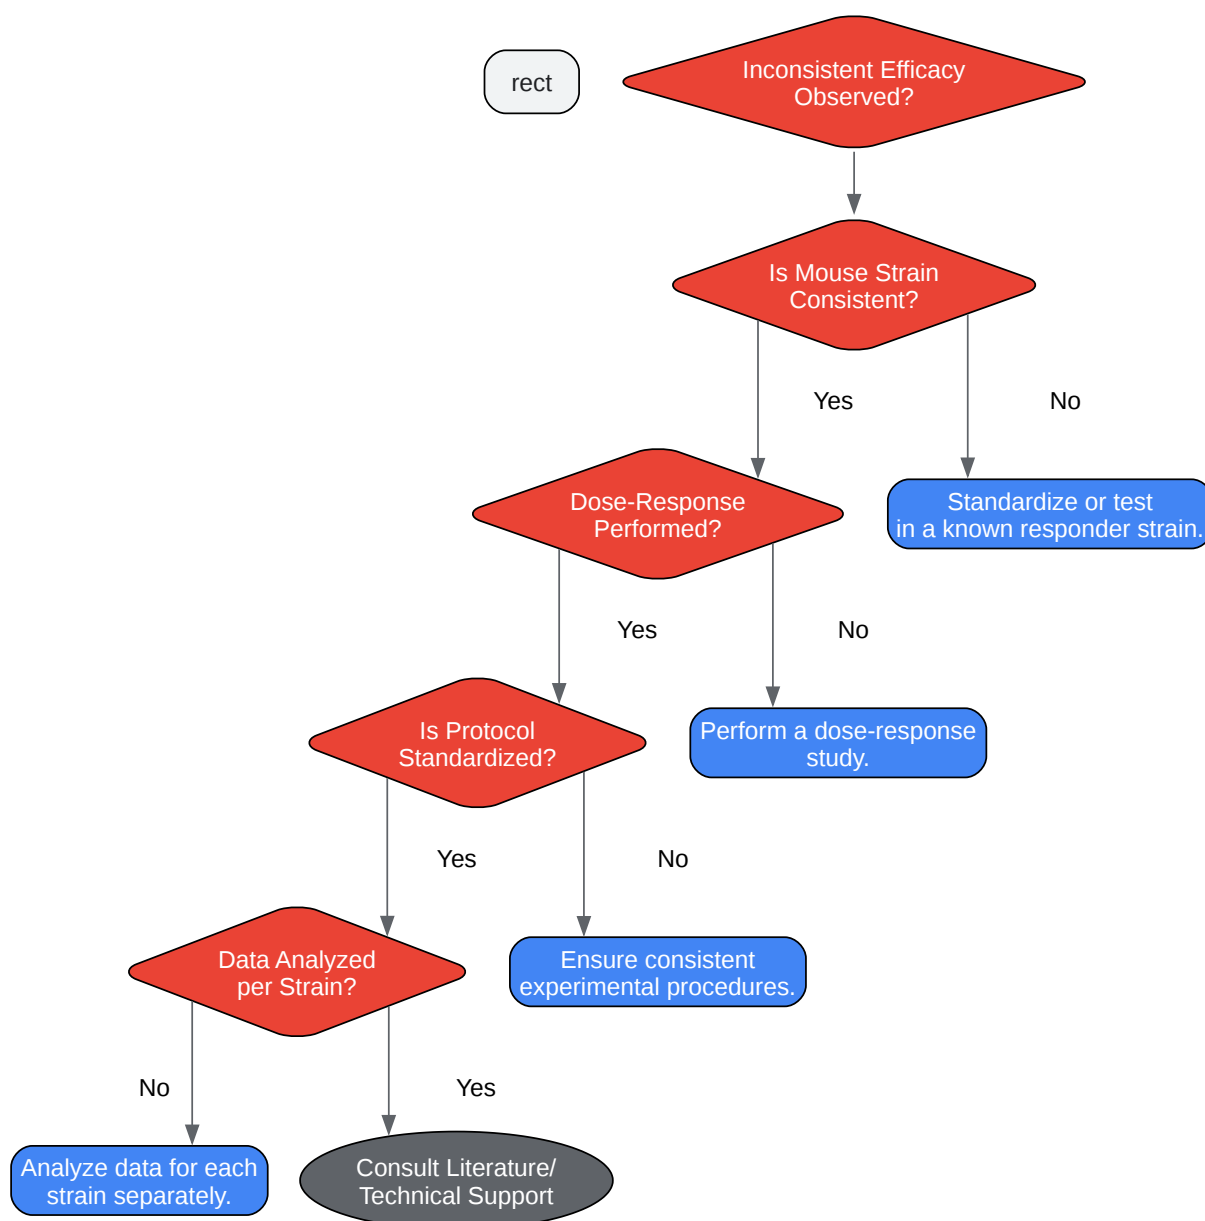 rect
Inconsistent Efficacy
Observed?
Is Mouse Strain
Consistent?
Yes
No
Dose-Response
Performed?
Standardize or test
in a known responder strain.
Yes
No
Is Protocol
Standardized?
Perform a dose-response
study.
Yes
No
Data Analyzed
per Strain?
Ensure consistent
experimental procedures.
No
Yes
Analyze data for each
strain separately.
Consult Literature/
Technical Support